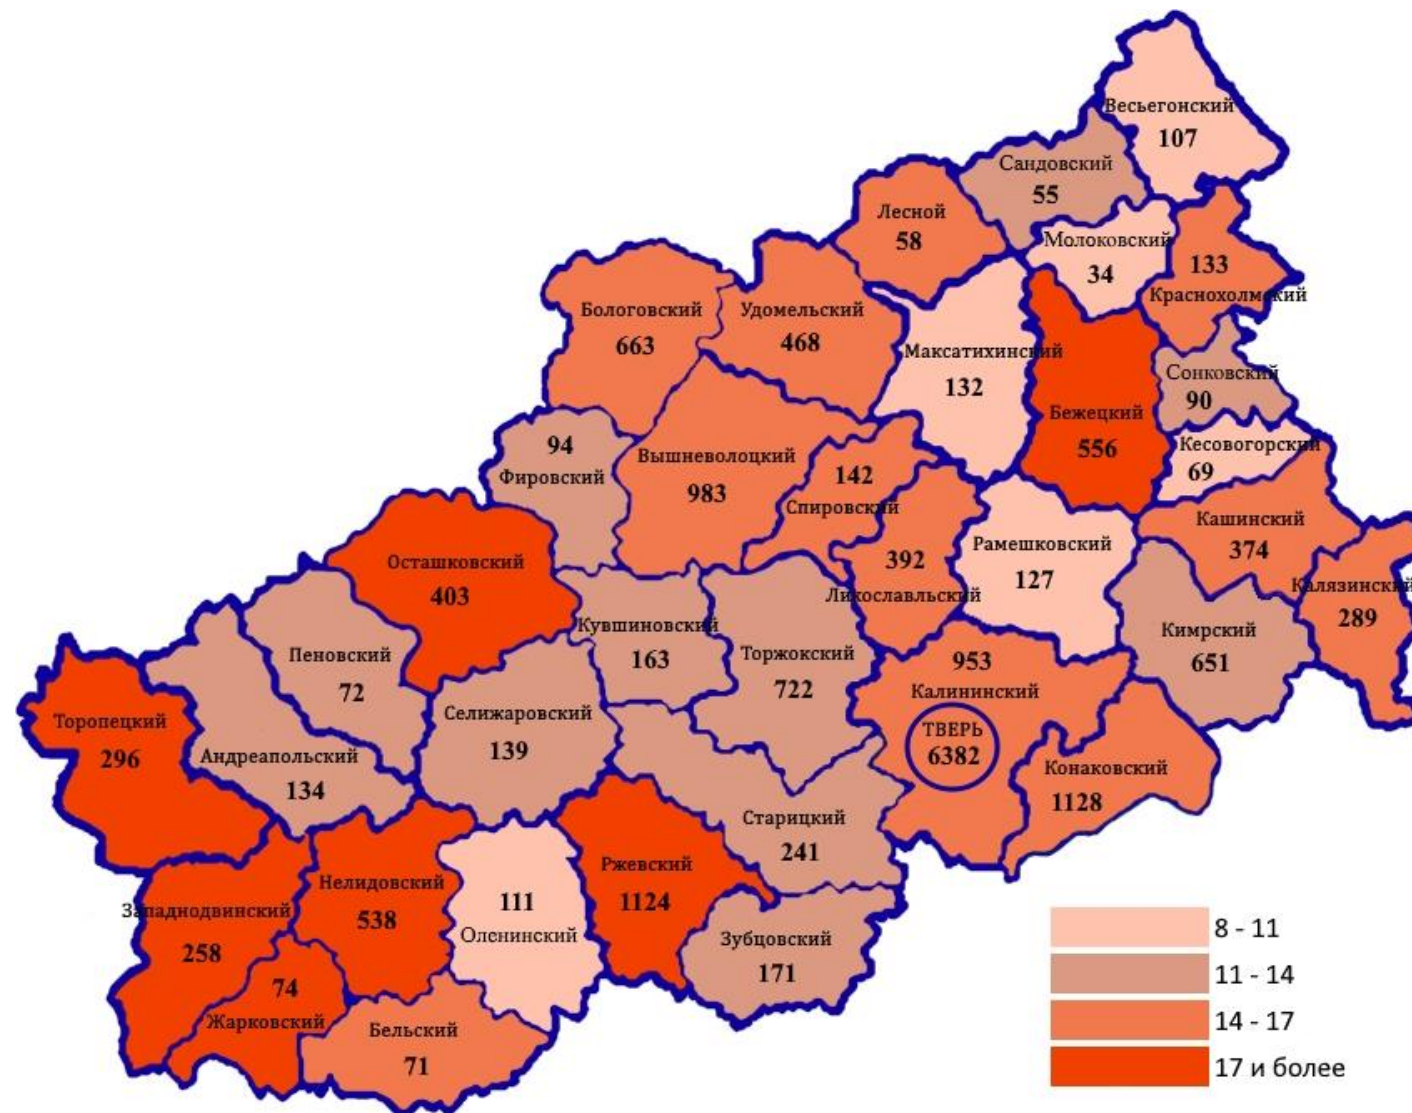 Весьегонский
107
Сандовский
55
Лесной
58
Молоковский
34
133
Краснохолмский
Бологовский
663
Удомельский
468
Максатихинский
132
Бежецкий
556
Сонковский
90
Кесовогорский
69
94
Фировский
Вышневолоцкий
983
142
Спировский
Кашинский
374
Осташковский
403
392
Лихославльский
Рамешковский
127
Калязинский
289
Кувшиновский
163
Кимрский
651
Пеновский
72
Торжокский
722
953
Калининский
ТВЕРЬ
6382
Торопецкий
296
Андреапольский
134
Селижаровский
139
Конаковский
1128
Старицкий
241
Нелидовский
538
Ржевский
1124
111
Оленинский
Западнодвинский
258
Зубцовский
171
74
Жарковский
Бельский
71
8 - 11
11 - 14
14 - 17
17 и более